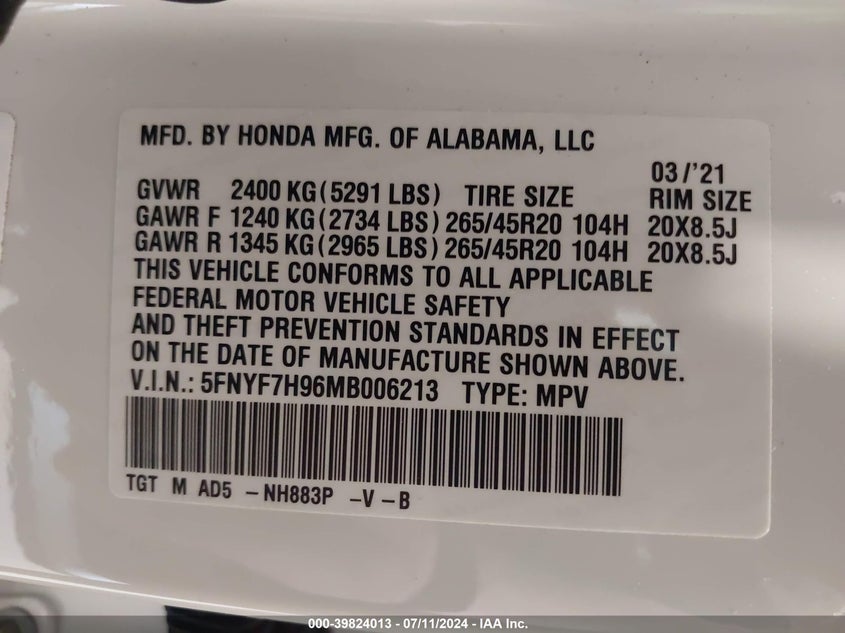 MFD. BY HONDA MFG. OF ALABAMA, LLC
03/'21
GVWR 2400 KG(5291 LBS) TIRE SIZE RIM SIZE
GAWR F 1240 KG(2734 LBS) 265/45R20 104H 20X8.5J
GAWR R 1345 KG(2965 LBS) 265/45R20 104H 20X8.5J
THIS VEHICLE CONFORMS TO ALL APPLICABLE
FEDERAL MOTOR VEHICLE SAFETY
AND THEFT PREVENTION STANDARDS IN EFFECT
ON THE DATE OF MANUFACTURE SHOWN ABOVE.
V.I.N.: 5FNYF7H96MB006213 TYPE: MPV
TGT M AD5 -NH883P -V -B
000-39824013 - 07/11/2024 - IAA Inc.